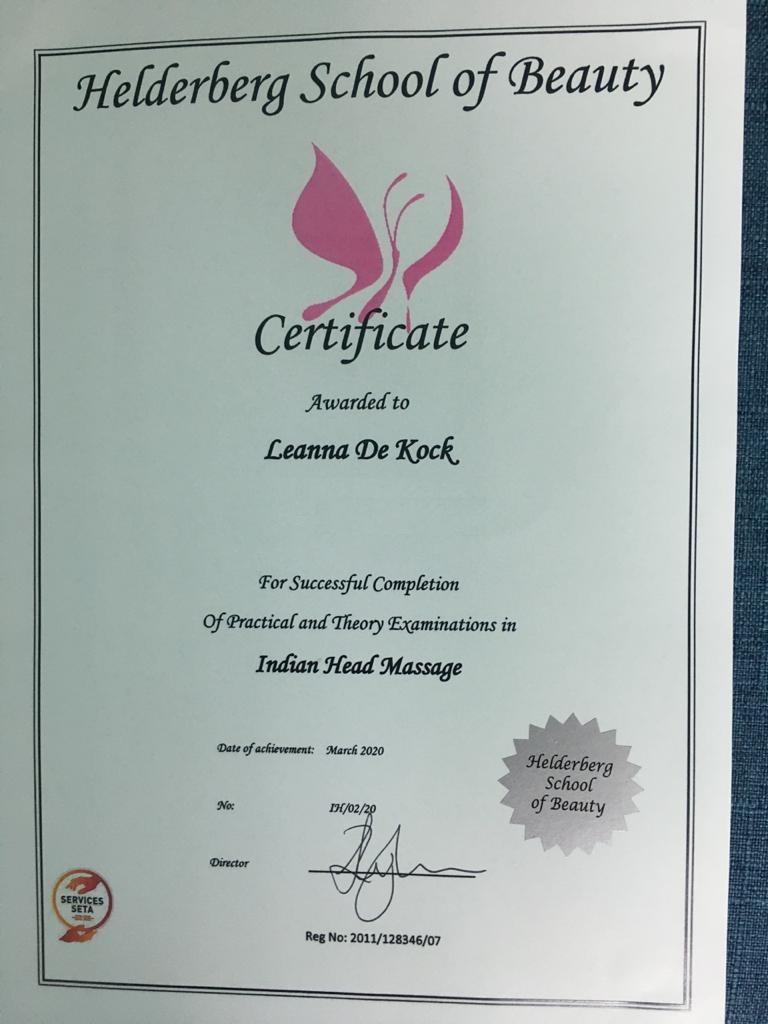 Helderberg School of Beauty
Certificate
Awarded to
Leanna De Kock
For Successful Completion
Of Practical and Theory Examinations in
Indian Head Massage
Date of achievement: March 2020
No: IH/02/20
Director
Reg No: 2011/128346/07
Helderberg
School
of Beauty
SERVICES
SETA